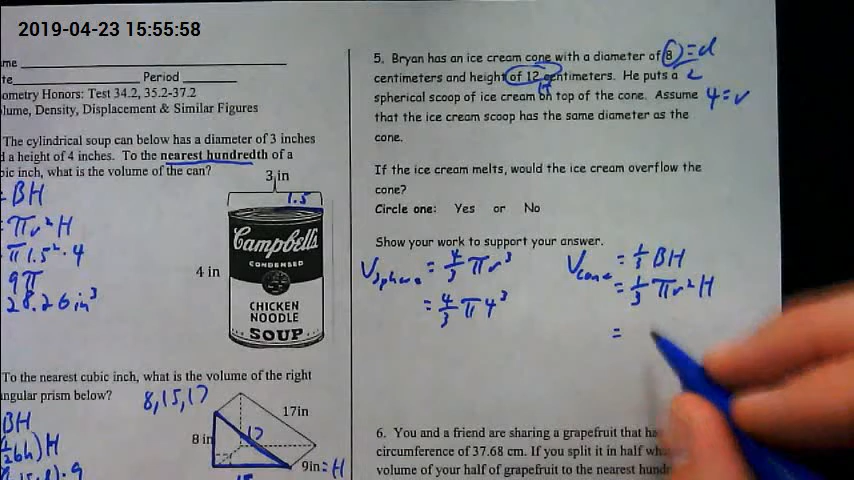 2019-04-23 15:55:58
me
te Period
ometry Honors: Test 34.2, 35.2-37.2
lume, Density, Displacement & Similar Figures
The cylindrical soup can below has a diameter of 3 inches
d a height of 4 inches. To the nearest hundredth of a
bic inch, what is the volume of the can?
= BH
= πr²H
π1.5²·4
9π
28.26in³
3 in
1.5
4 in
Campbell's
CONDENSED
CHICKEN
NOODLE
SOUP
To the nearest cubic inch, what is the volume of the right
angular prism below?
8,15,17
BH
17in
8 in
9in = H
5. Bryan has an ice cream cone with a diameter of 8 = d
centimeters and height of 12 centimeters. He puts a 2
H
spherical scoop of ice cream on top of the cone. Assume 4=r
that the ice cream scoop has the same diameter as the
cone.
If the ice cream melts, would the ice cream overflow the
cone?
Circle one: Yes or No
Show your work to support your answer.
Vsphere = 4/3 πr³
= 4/3 π4³
Vcone = 1/3 BH
= 1/3 πr²H
=
6. You and a friend are sharing a grapefruit that ha
circumference of 37.68 cm. If you split it in half
volume of your half of grapefruit to the nearest hund